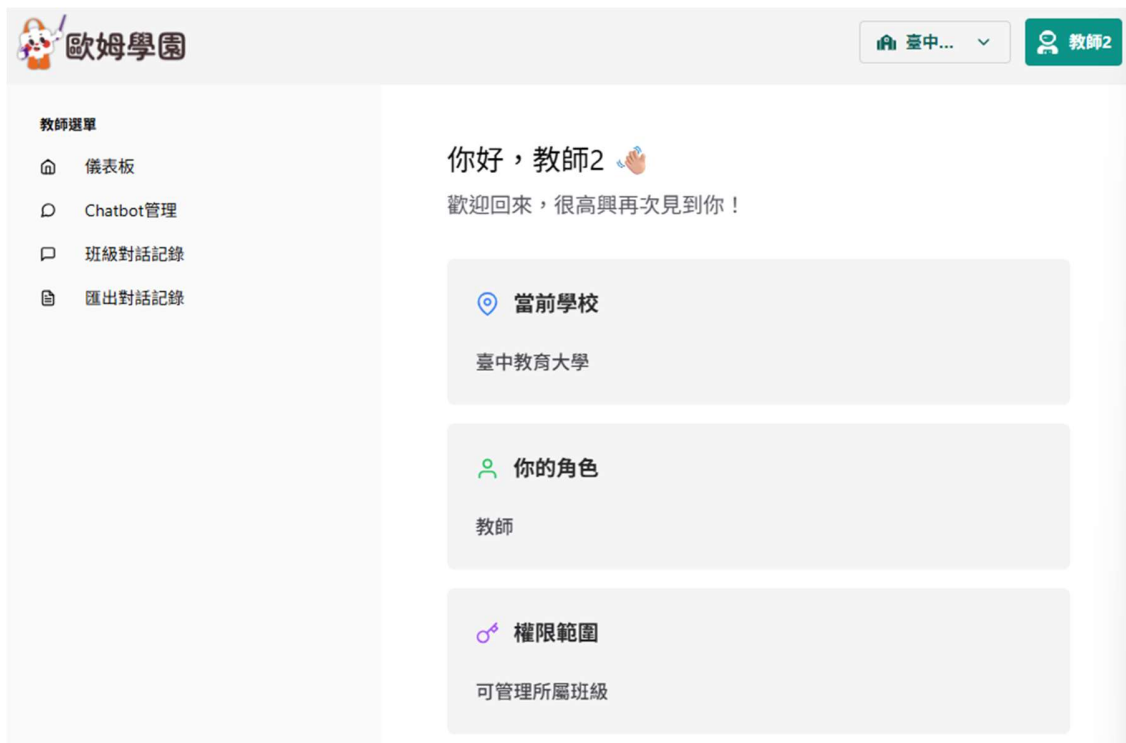 歐姆學園
臺中...
教師2
教師選單
儀表板
Chatbot管理
班級對話記錄
匯出對話記錄
你好，教師2
歡迎回來，很高興再次見到你！
當前學校
臺中教育大學
你的角色
教師
權限範圍
可管理所屬班級